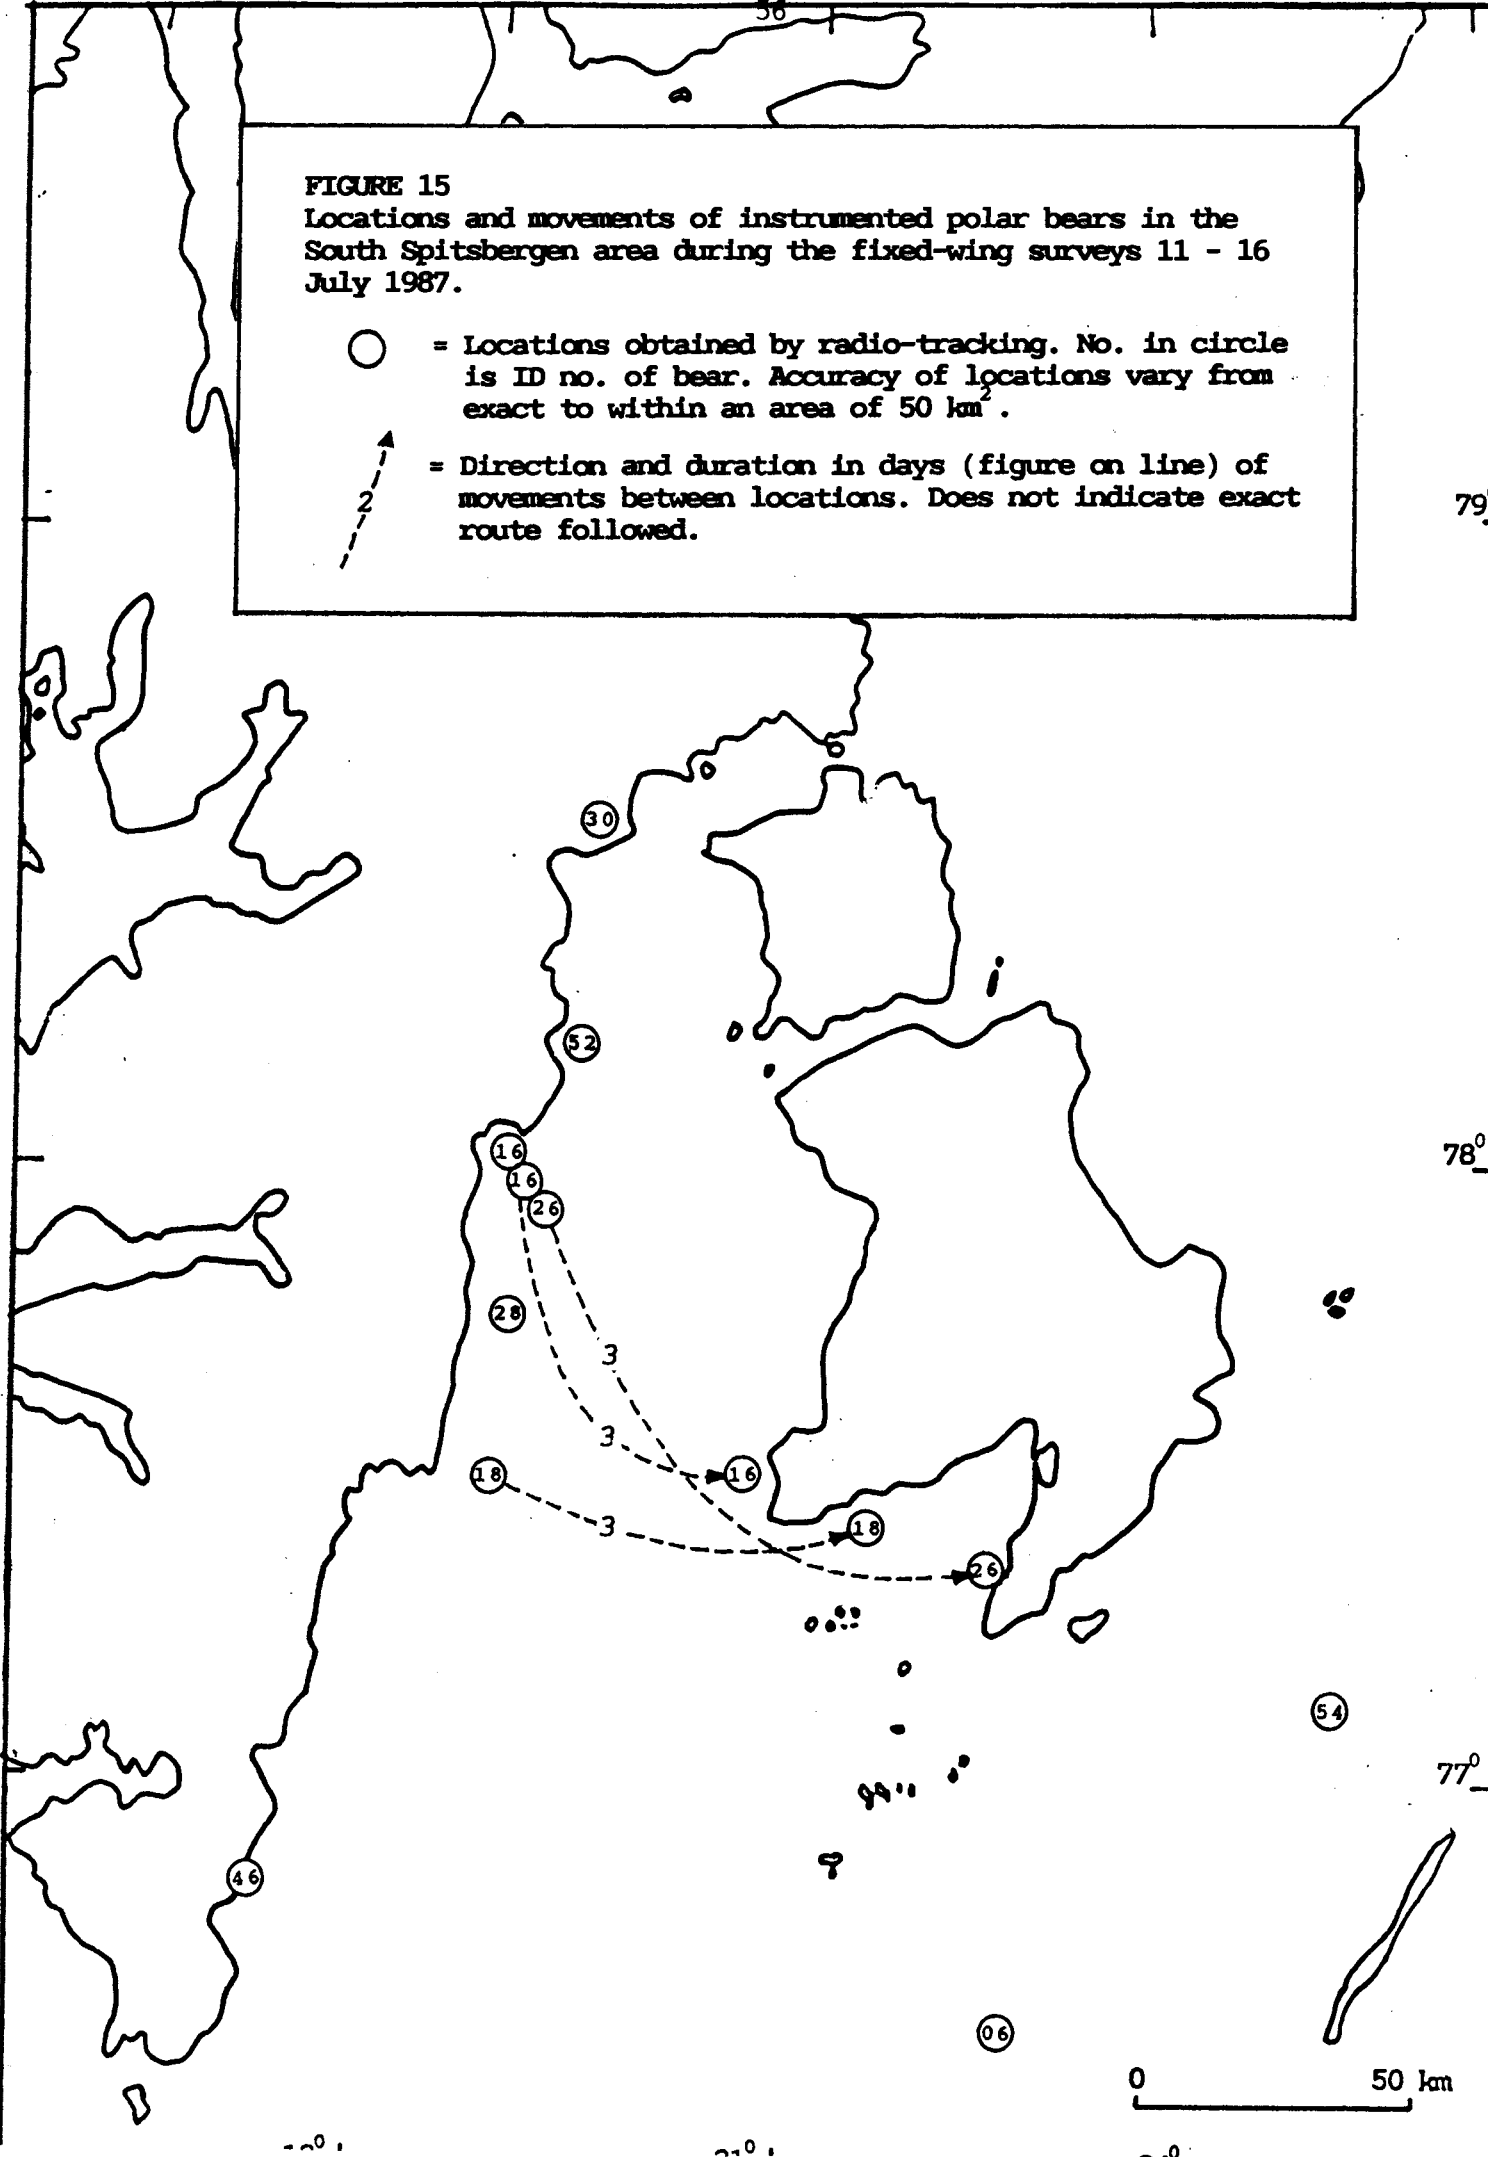 56
FIGURE 15
Locations and movements of instrumented polar bears in the
South Spitsbergen area during the fixed-wing surveys 11 - 16
July 1987.
= Locations obtained by radio-tracking. No. in circle
is ID no. of bear. Accuracy of locations vary from
exact to within an area of 50 km².
2
= Direction and duration in days (figure on line) of
movements between locations. Does not indicate exact
route followed.
79
30
52
16
78⁰
16
26
28
3
3
16
18
3
18
26
54
77⁰
46
06
0 50 km
21⁰